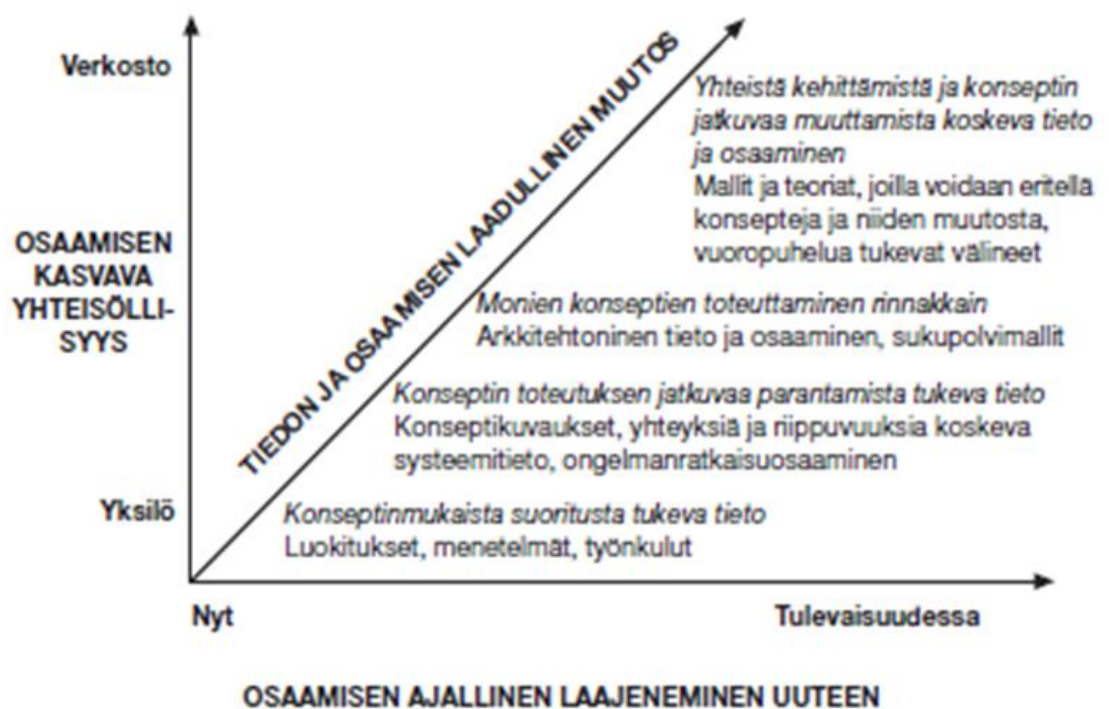 Verkosto
TIEDON JA OSAAMISEN LAADULLINEN MUUTOS
Yhteistä kehittämistä ja konseptin
jatkuvaa muuttamista koskeva tieto
ja osaaminen
Mallit ja teoriat, joilla voidaan eritellä
konsepteja ja niiden muutosta,
vuoropuhelua tukevat välineet
OSAAMISEN
KASVAVA
YHTEISÖLLI-
SYYS
Monien konseptien toteuttaminen rinnakkain
Arkkitehtoninen tieto ja osaaminen, sukupolvimallit
Konseptin toteutuksen jatkuvaa parantamista tukeva tieto
Konseptikuvaukset, yhteyksiä ja riippuvuuksia koskeva
systeemitieto, ongelmanratkaisuosaaminen
Yksilö
Konseptinmukaista suoritusta tukeva tieto
Luokitukset, menetelmät, työnkulut
Nyt
Tulevaisuudessa
OSAAMISEN AJALLINEN LAAJENEMINEN UUTEEN